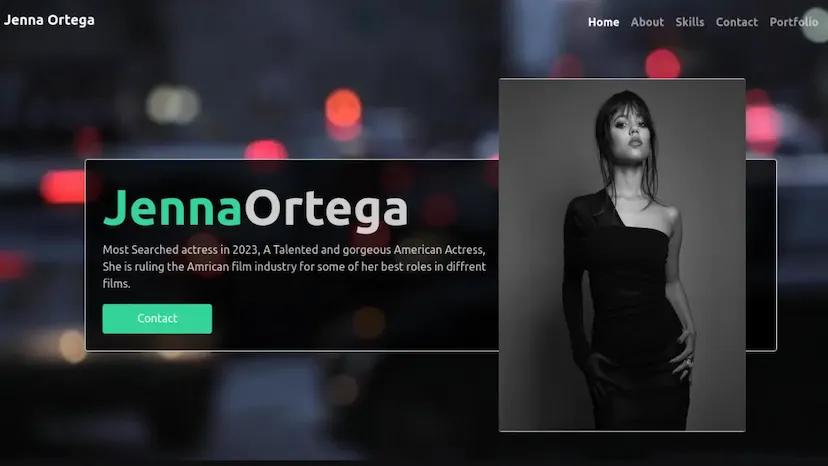 Jenna Ortega
Home About Skills Contact Portfolio
JennaOrtega
Most Searched actress in 2023, A Talented and gorgeous American Actress,
She is ruling the Amrican film industry for some of her best roles in diffrent
films.
Contact